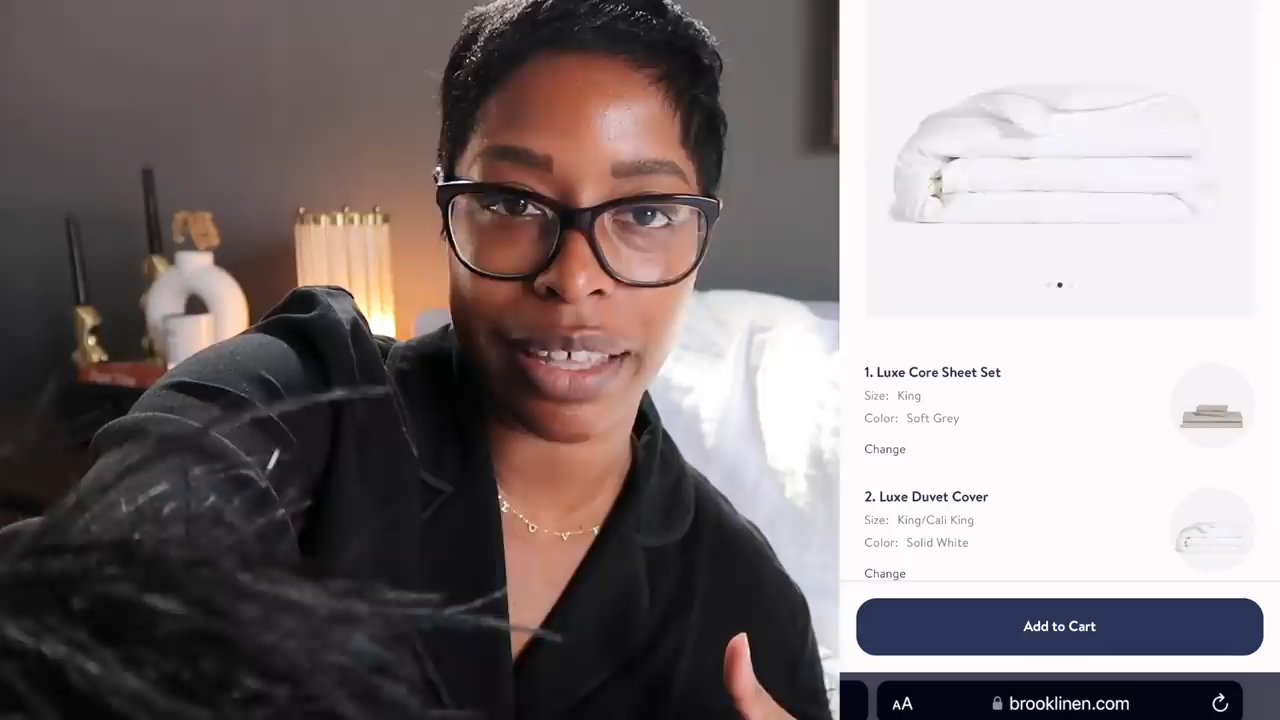 1. Luxe Core Sheet Set
Size: King
Color: Soft Grey
Change
2. Luxe Duvet Cover
Size: King/Cali King
Color: Solid White
Change
Add to Cart
AA
brooklinen.com